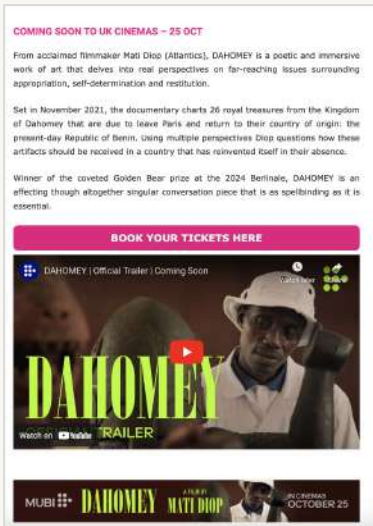 COMING SOON TO UK CINEMAS – 25 OCT
From acclaimed filmmaker Mati Diop (Atlantics), DAHOMEY is a poetic and immersive
work of art that delves into real perspectives on far-reaching issues surrounding
appropriation, self-determination and restitution.
Set in November 2021, the documentary charts 26 royal treasures from the Kingdom
of Dahomey that are due to leave Paris and return to their country of origin: the
present-day Republic of Benin. Using multiple perspectives Diop questions how these
artifacts should be received in a country that has reinvented itself in their absence.
Winner of the coveted Golden Bear prize at the 2024 Berlinale, DAHOMEY is an
affecting though altogether singular conversation piece that is as spellbinding as it is
essential.
BOOK YOUR TICKETS HERE
DAHOMEY | Official Trailer | Coming Soon
Watch later
DAHOMEY
TRAILER
Watch on YouTube
MUBI DAHOMEY A FILM BY MATI DIOP IN CINEMAS OCTOBER 25